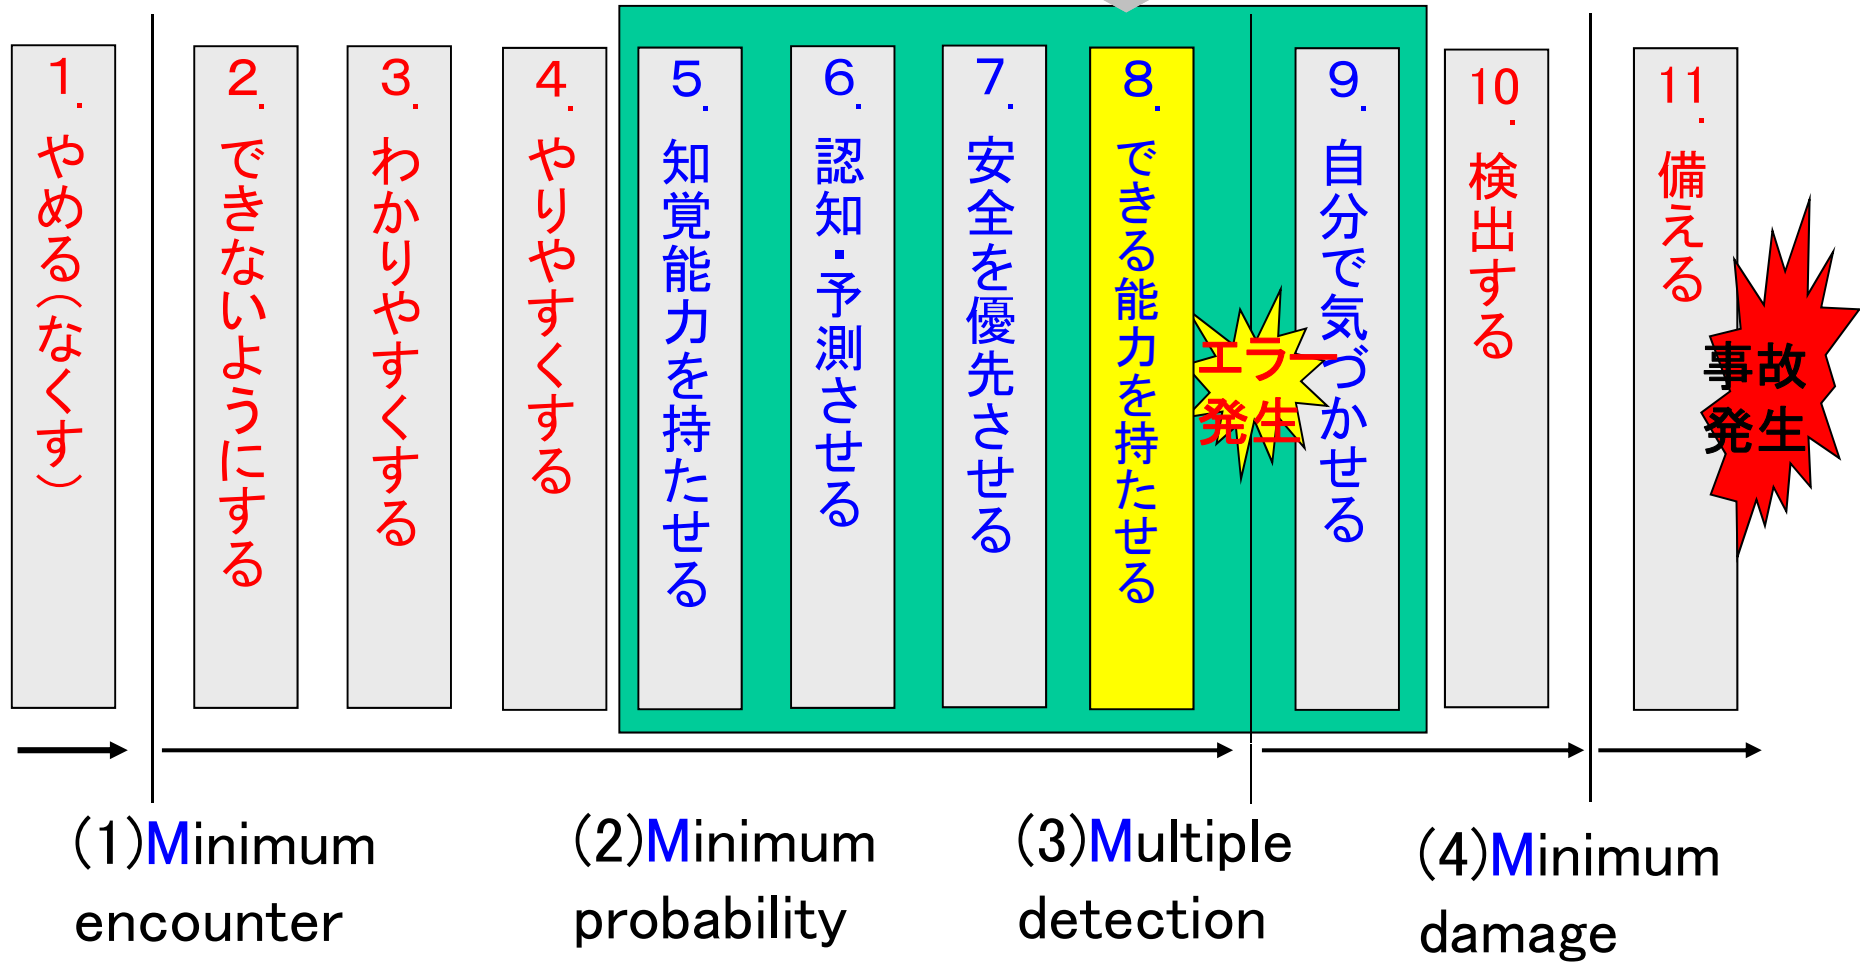 1.やめる(なくす)
2.できないようにする
3.わかりやすくする
4.やりやすくする
5.知覚能力を持たせる
6.認知・予測させる
7.安全を優先させる
8.できる能力を持たせる
エラー
発生
9.自分で気づかせる
10.検出する
11.備える
事故
発生
(1)Minimum
encounter
(2)Minimum
probability
(3)Multiple
detection
(4)Minimum
damage